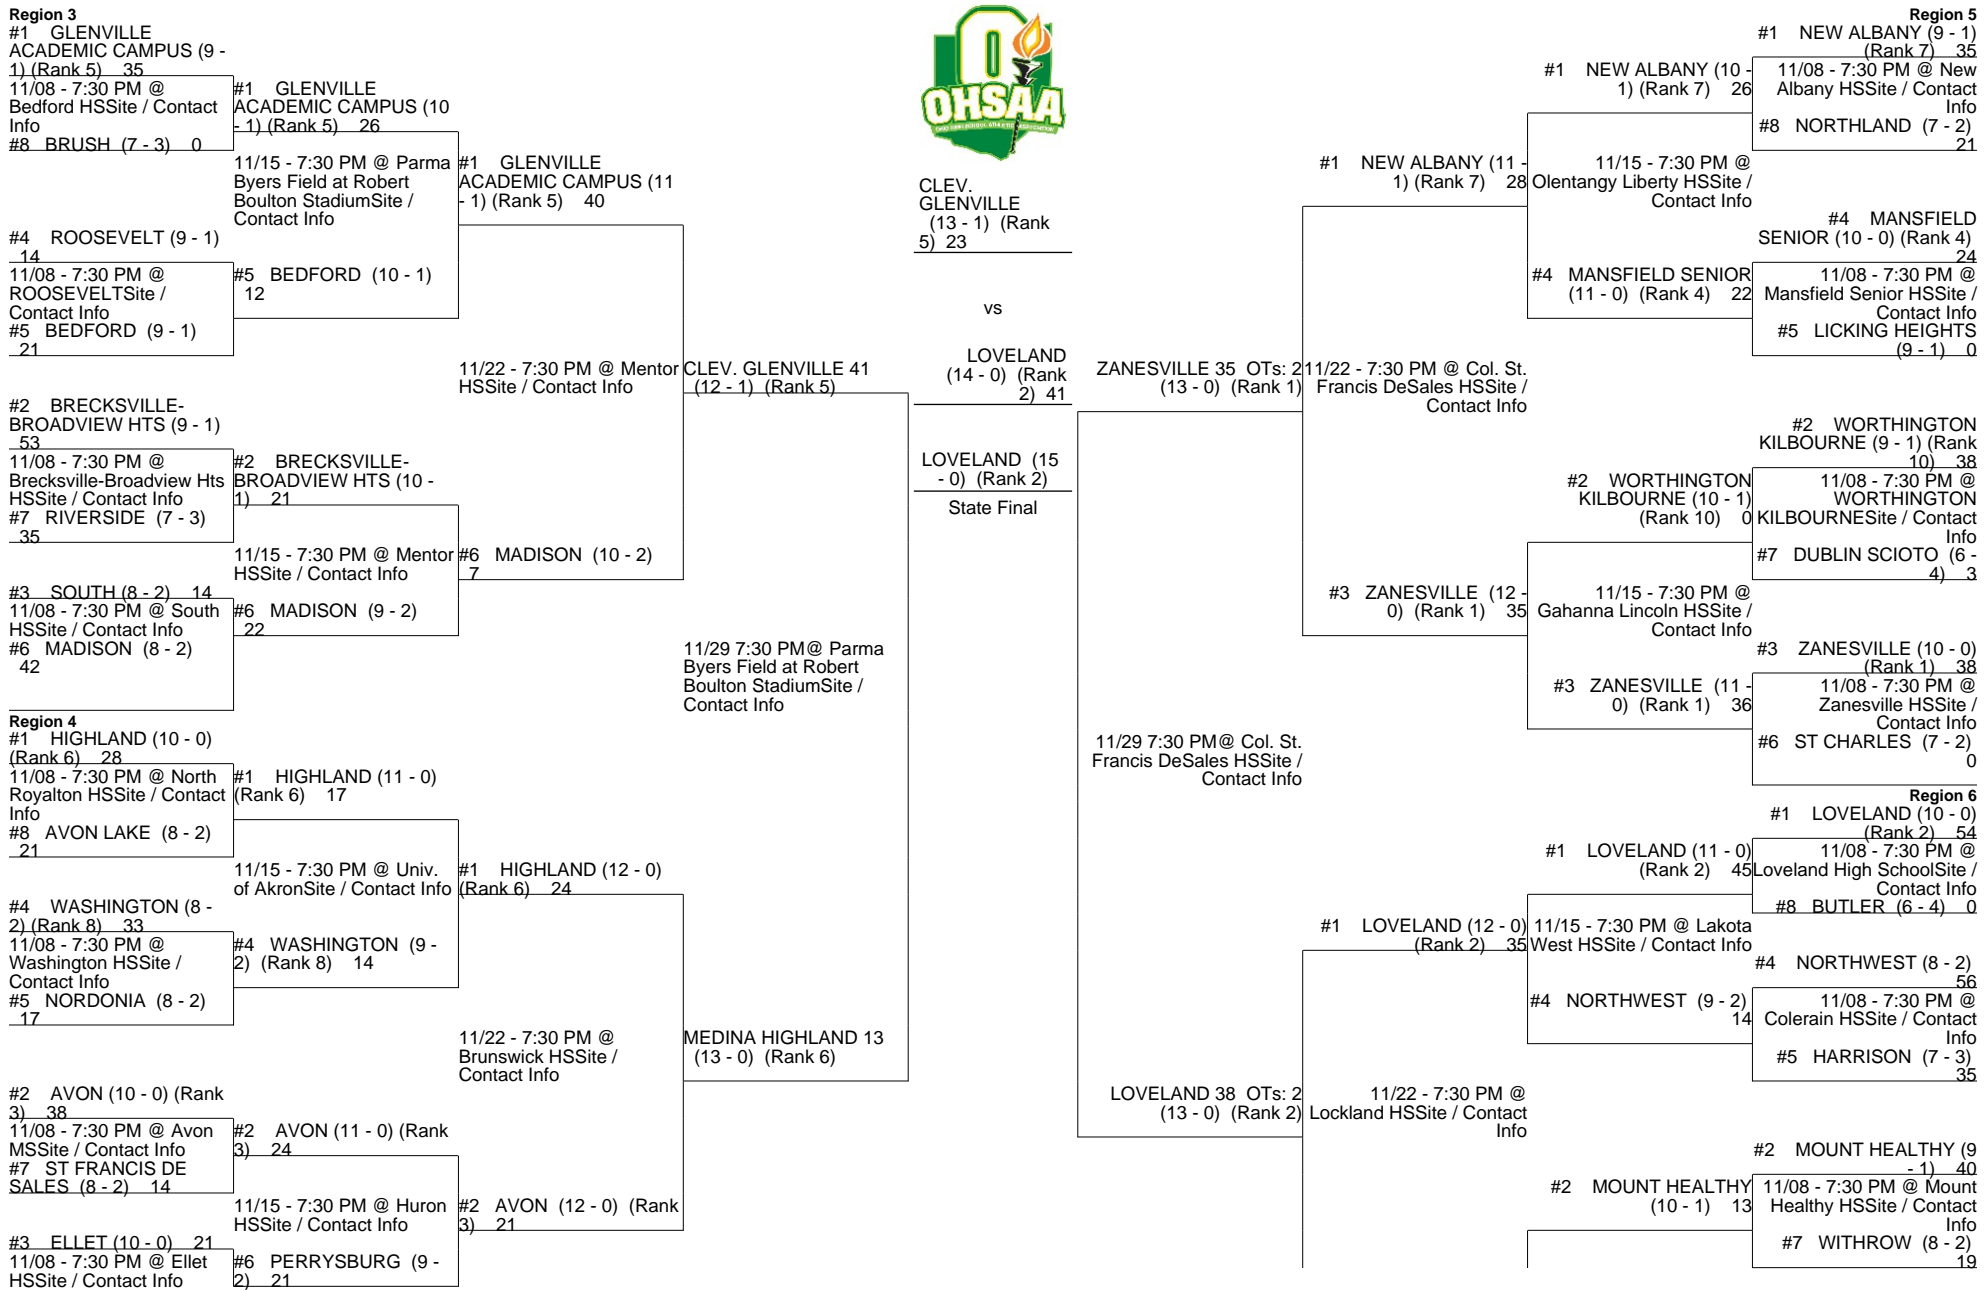 Region 3
#1 GLENVILLE
ACADEMIC CAMPUS (9 -
1) (Rank 5) 35
11/08 - 7:30 PM @
Bedford HSSite / Contact
Info
#8 BRUSH (7 - 3) 0
#4 ROOSEVELT (9 - 1)
14
11/08 - 7:30 PM @
ROOSEVELTSite /
Contact Info
#5 BEDFORD (9 - 1)
21
#2 BRECKSVILLE-
BROADVIEW HTS (9 - 1)
53
11/08 - 7:30 PM @
Brecksville-Broadview Hts
HSSite / Contact Info
#7 RIVERSIDE (7 - 3)
35
#3 SOUTH (8 - 2) 14
11/08 - 7:30 PM @ South
HSSite / Contact Info
#6 MADISON (8 - 2)
42
Region 4
#1 HIGHLAND (10 - 0)
(Rank 6) 28
11/08 - 7:30 PM @ North
Royalton HSSite / Contact
Info
#8 AVON LAKE (8 - 2)
21
#4 WASHINGTON (8 -
2) (Rank 8) 33
11/08 - 7:30 PM @
Washington HSSite /
Contact Info
#5 NORDONIA (8 - 2)
17
#2 AVON (10 - 0) (Rank
3) 38
11/08 - 7:30 PM @ Avon
MSSite / Contact Info
#7 ST FRANCIS DE
SALES (8 - 2) 14
#3 ELLET (10 - 0) 21
11/08 - 7:30 PM @ Ellet
HSSite / Contact Info
#1 GLENVILLE
ACADEMIC CAMPUS (10
- 1) (Rank 5) 26
11/15 - 7:30 PM @ Parma
Byers Field at Robert
Boulton StadiumSite /
Contact Info
#5 BEDFORD (10 - 1)
12
#2 BRECKSVILLE-
BROADVIEW HTS (10 -
1) 21
11/15 - 7:30 PM @ Mentor
HSSite / Contact Info
#6 MADISON (9 - 2)
22
#1 HIGHLAND (11 - 0)
(Rank 6) 17
11/15 - 7:30 PM @ Univ.
of AkronSite / Contact Info
#4 WASHINGTON (9 -
2) (Rank 8) 14
#2 AVON (11 - 0) (Rank
3) 24
11/15 - 7:30 PM @ Huron
HSSite / Contact Info
#6 PERRYSBURG (9 -
2) 21
#1 GLENVILLE
ACADEMIC CAMPUS (11
- 1) (Rank 5) 40
11/22 - 7:30 PM @ Mentor
HSSite / Contact Info
#6 MADISON (10 - 2)
7
#1 HIGHLAND (12 - 0)
(Rank 6) 24
11/22 - 7:30 PM @
Brunswick HSSite /
Contact Info
#2 AVON (12 - 0) (Rank
3) 21
CLEV. GLENVILLE 41
(12 - 1) (Rank 5)
11/29 7:30 PM@ Parma
Byers Field at Robert
Boulton StadiumSite /
Contact Info
MEDINA HIGHLAND 13
(13 - 0) (Rank 6)
OHSAA
CLEV.
GLENVILLE
(13 - 1) (Rank
5) 23
vs
LOVELAND
(14 - 0) (Rank
2) 41
LOVELAND (15
- 0) (Rank 2)
State Final
ZANESVILLE 35 OTs: 2
(13 - 0) (Rank 1)
11/29 7:30 PM@ Col. St.
Francis DeSales HSSite /
Contact Info
LOVELAND 38 OTs: 2
(13 - 0) (Rank 2)
#1 NEW ALBANY (11 -
1) (Rank 7) 28
11/22 - 7:30 PM @ Col. St.
Francis DeSales HSSite /
Contact Info
#3 ZANESVILLE (12 -
0) (Rank 1) 35
#1 LOVELAND (12 - 0)
(Rank 2) 35
11/22 - 7:30 PM @
Lockland HSSite / Contact
Info
#1 NEW ALBANY (10 -
1) (Rank 7) 26
11/15 - 7:30 PM @
Olentangy Liberty HSSite /
Contact Info
#4 MANSFIELD SENIOR
(11 - 0) (Rank 4) 22
#2 WORTHINGTON
KILBOURNE (10 - 1)
(Rank 10) 0
11/15 - 7:30 PM @
Gahanna Lincoln HSSite /
Contact Info
#3 ZANESVILLE (11 -
0) (Rank 1) 36
#1 LOVELAND (11 - 0)
(Rank 2) 45
11/15 - 7:30 PM @ Lakota
West HSSite / Contact Info
#4 NORTHWEST (9 - 2)
14
#2 MOUNT HEALTHY
(10 - 1) 13
Region 5
#1 NEW ALBANY (9 - 1)
(Rank 7) 35
11/08 - 7:30 PM @ New
Albany HSSite / Contact
Info
#8 NORTHLAND (7 - 2)
21
#4 MANSFIELD
SENIOR (10 - 0) (Rank 4)
24
11/08 - 7:30 PM @
Mansfield Senior HSSite /
Contact Info
#5 LICKING HEIGHTS
(9 - 1) 0
#2 WORTHINGTON
KILBOURNE (9 - 1) (Rank
10) 38
11/08 - 7:30 PM @
WORTHINGTON
KILBOURNESite / Contact
Info
#7 DUBLIN SCIOTO (6 -
4) 3
#3 ZANESVILLE (10 - 0)
(Rank 1) 38
11/08 - 7:30 PM @
Zanesville HSSite /
Contact Info
#6 ST CHARLES (7 - 2)
0
Region 6
#1 LOVELAND (10 - 0)
(Rank 2) 54
11/08 - 7:30 PM @
Loveland High SchoolSite /
Contact Info
#8 BUTLER (6 - 4) 0
#4 NORTHWEST (8 - 2)
56
11/08 - 7:30 PM @
Colerain HSSite / Contact
Info
#5 HARRISON (7 - 3)
35
#2 MOUNT HEALTHY (9
- 1) 40
11/08 - 7:30 PM @ Mount
Healthy HSSite / Contact
Info
#7 WITHROW (8 - 2)
19